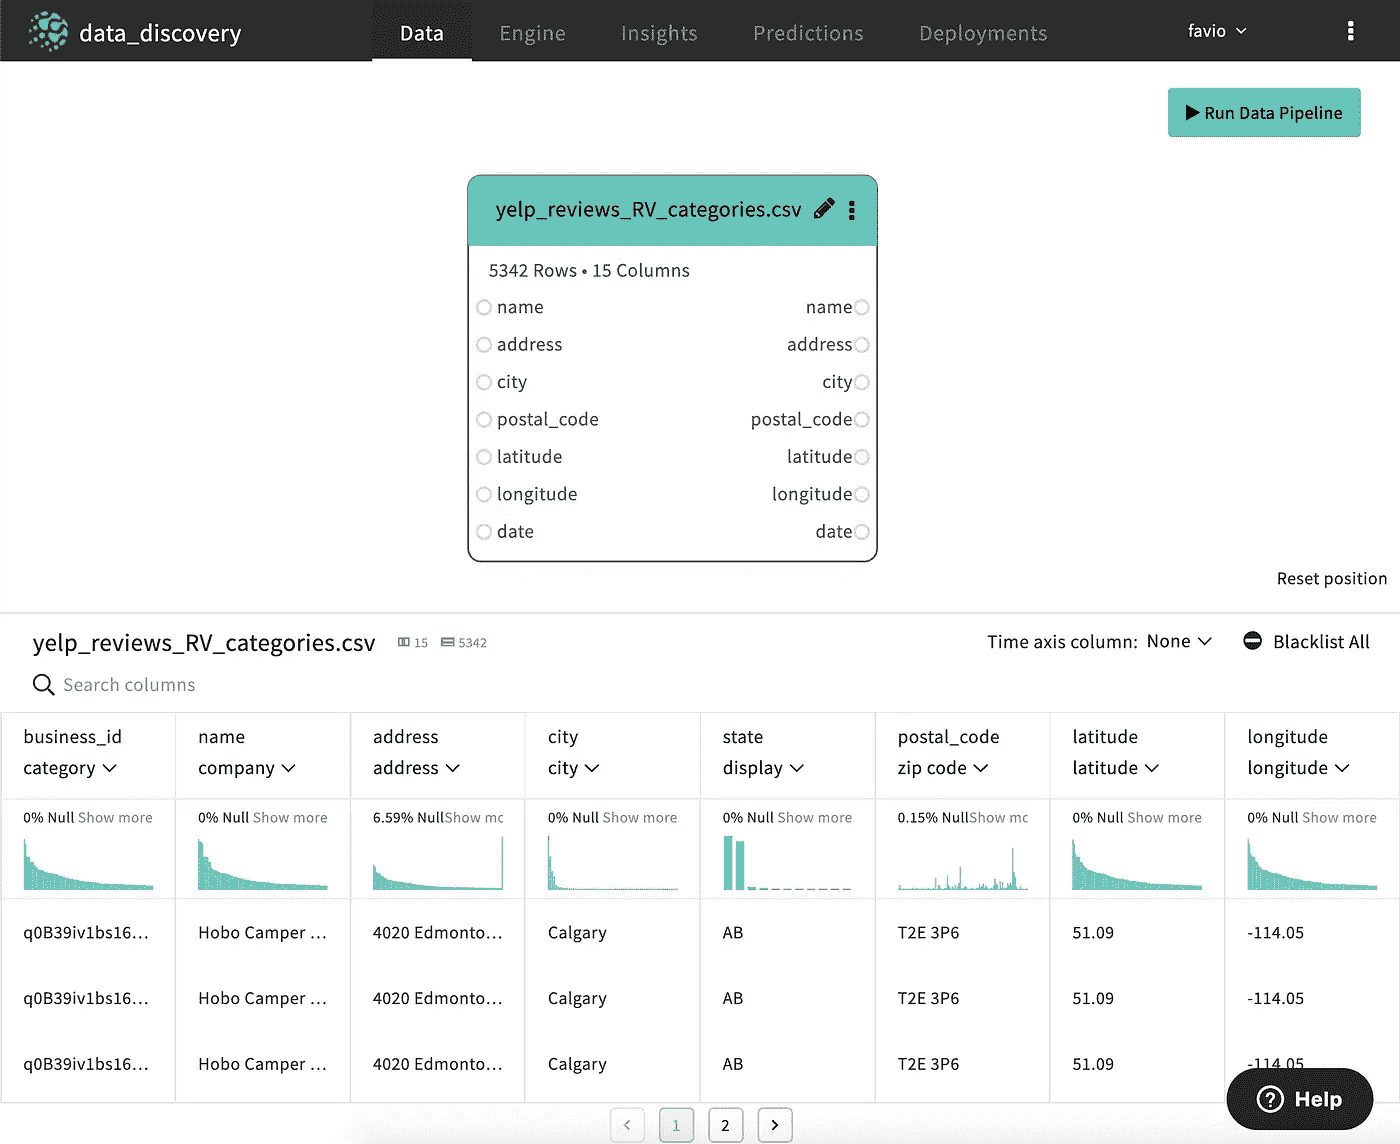 data_discovery Data Engine Insights Predictions Deployments favio
Run Data Pipeline
yelp_reviews_RV_categories.csv
5342 Rows • 15 Columns
name name
address address
city city
postal_code postal_code
latitude latitude
longitude longitude
date date
Reset position
yelp_reviews_RV_categories.csv 15 5342 Time axis column: None Blacklist All
Search columns
business_id name address city state postal_code latitude longitude
category company address city display zip code latitude longitude
0% Null Show more 0% Null Show more 6.59% NullShow mc 0% Null Show more 0% Null Show more 0.15% NullShow mc 0% Null Show more 0% Null Show more
q0B39iv1bs16... Hobo Camper ... 4020 Edmonto... Calgary AB T2E 3P6 51.09 -114.05
q0B39iv1bs16... Hobo Camper ... 4020 Edmonto... Calgary AB T2E 3P6 51.09 -114.05
q0B39iv1bs16... Hobo Camper ... 4020 Edmonto... Calgary AB T2E 3P6 51.09 -114.05
? Help
< 1 2 >